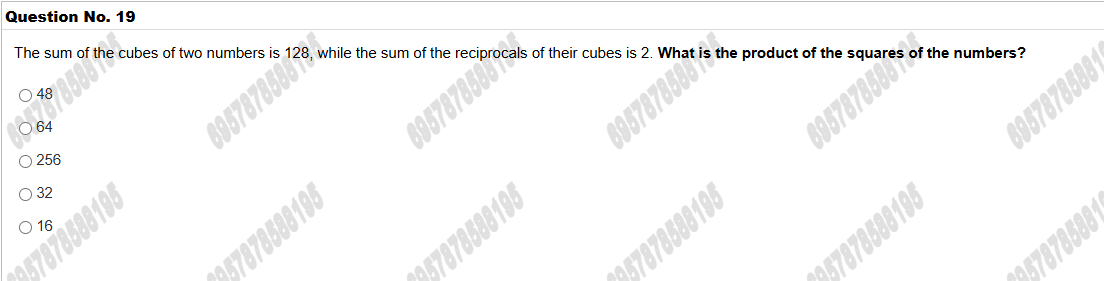 Question No. 19
The sum of the cubes of two numbers is 128, while the sum of the reciprocals of their cubes is 2. What is the product of the squares of the numbers?
48
64
256
32
16